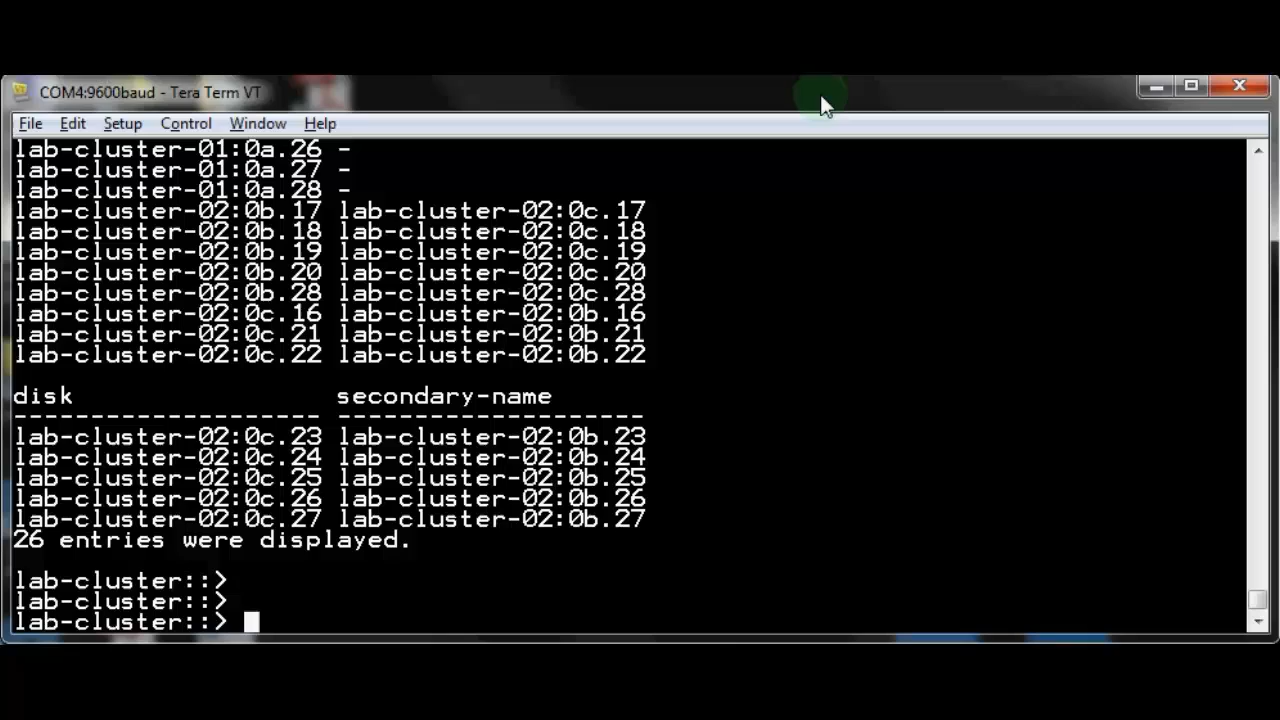 COM4:9600baud - Tera Term VT
File Edit Setup Control Window Help
lab-cluster-01:0a.26 -
lab-cluster-01:0a.27 -
lab-cluster-01:0a.28 -
lab-cluster-02:0b.17 lab-cluster-02:0c.17
lab-cluster-02:0b.18 lab-cluster-02:0c.18
lab-cluster-02:0b.19 lab-cluster-02:0c.19
lab-cluster-02:0b.20 lab-cluster-02:0c.20
lab-cluster-02:0b.28 lab-cluster-02:0c.28
lab-cluster-02:0c.16 lab-cluster-02:0b.16
lab-cluster-02:0c.21 lab-cluster-02:0b.21
lab-cluster-02:0c.22 lab-cluster-02:0b.22
disk secondary-name
-------------------- --------------------
lab-cluster-02:0c.23 lab-cluster-02:0b.23
lab-cluster-02:0c.24 lab-cluster-02:0b.24
lab-cluster-02:0c.25 lab-cluster-02:0b.25
lab-cluster-02:0c.26 lab-cluster-02:0b.26
lab-cluster-02:0c.27 lab-cluster-02:0b.27
26 entries were displayed.
lab-cluster::>
lab-cluster::>
lab-cluster::>